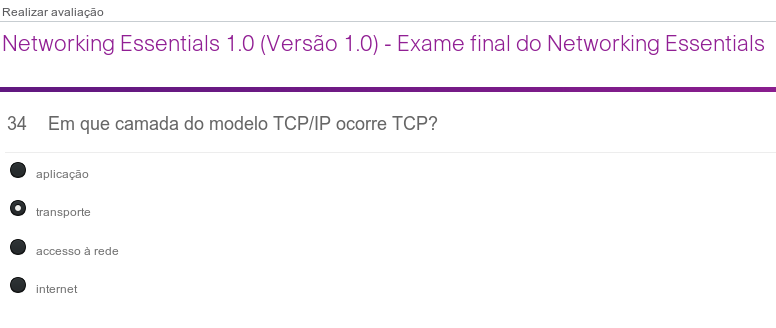 Realizar avaliação
Networking Essentials 1.0 (Versão 1.0) - Exame final do Networking Essentials
34 Em que camada do modelo TCP/IP ocorre TCP?
aplicação
transporte
accesso à rede
internet